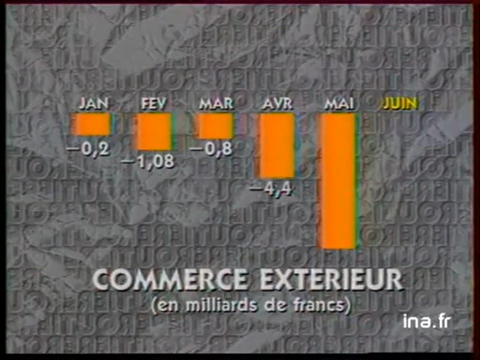 JAN FEV MAR AVR MAI JUIN
–0,2 –1,08 –0,8 –4,4
COMMERCE EXTERIEUR
(en milliards de francs)
ina.fr